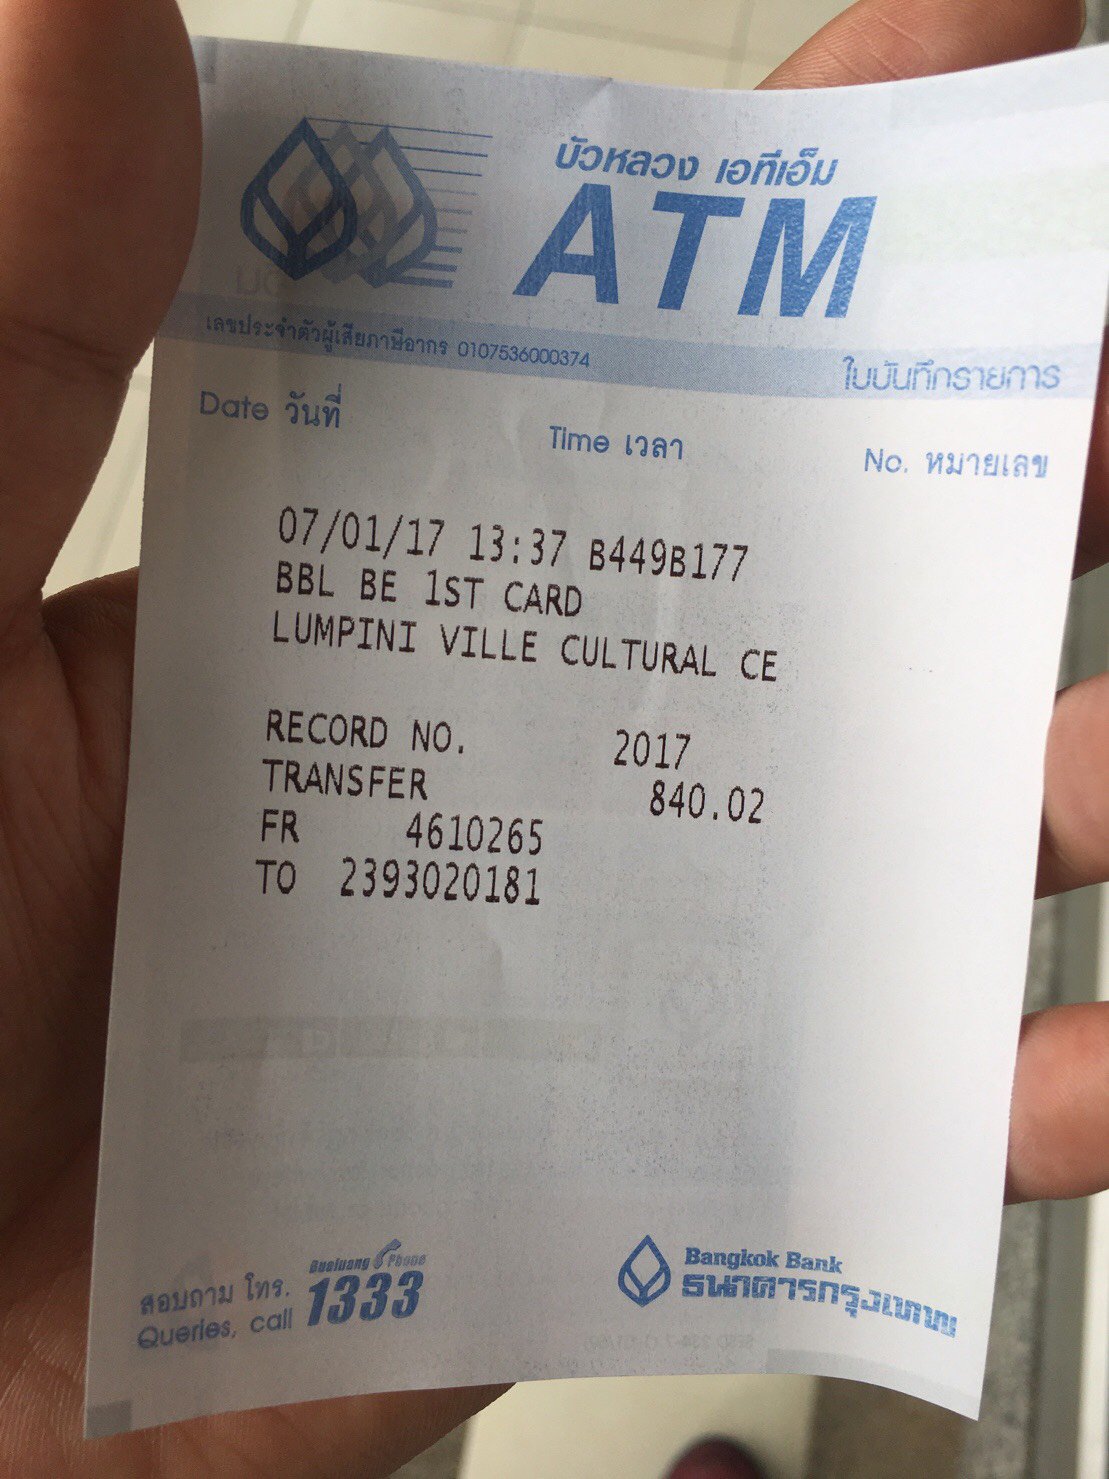 บัวหลวง เอทีเอ็ม
ATM
เลขประจำตัวผู้เสียภาษีอากร 0107536000374
ใบบันทึกรายการ
Date วันที่ Time เวลา No. หมายเลข
07/01/17 13:37 B449B177
BBL BE 1ST CARD
LUMPINI VILLE CULTURAL CE
RECORD NO. 2017
TRANSFER 840.02
FR 4610265
TO 2393020181
สอบถาม โทร.
Queries, call
Bualuang Phone
1333
Bangkok Bank
ธนาคารกรุงเทพ